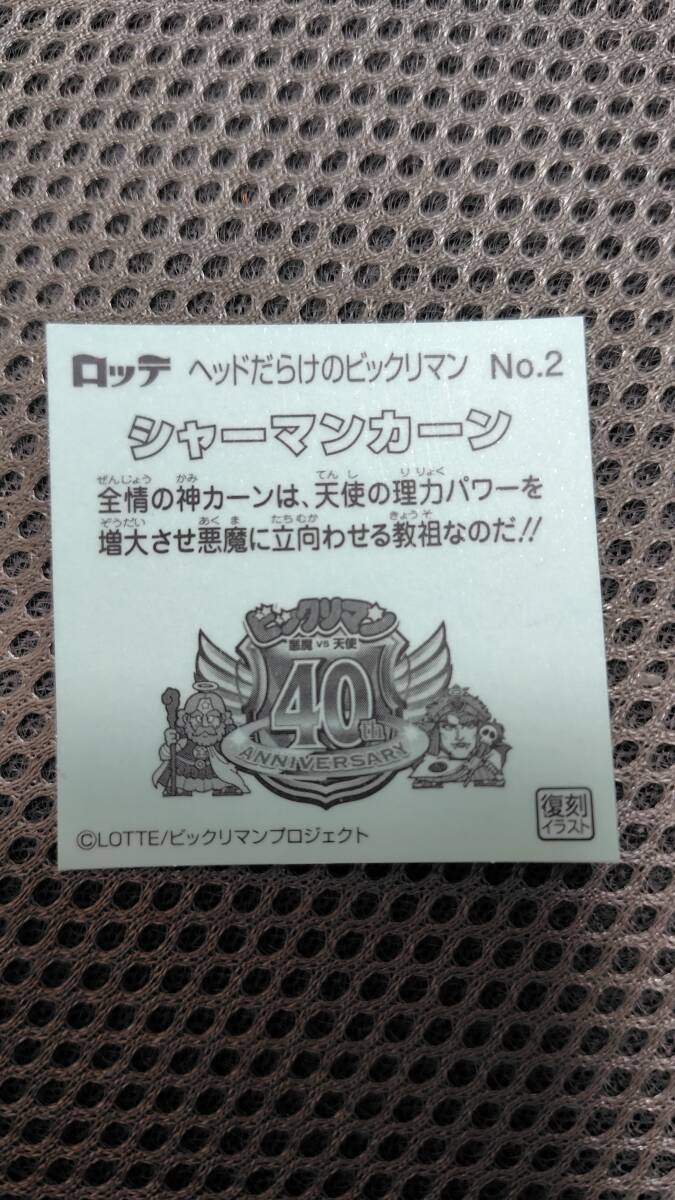 ロッテ ヘッドだらけのビックリマン No.2
シャーマンカーン
ぜんじょう かみ てんし りりょく
全情の神カーンは、天使の理力パワーを
ぞうだい あくま たちむか きょうそ
増大させ悪魔に立向わせる教祖なのだ!!
ビックリマン
悪魔 VS 天使
40th
ANNIVERSARY
復刻
イラスト
©LOTTE/ビックリマンプロジェクト